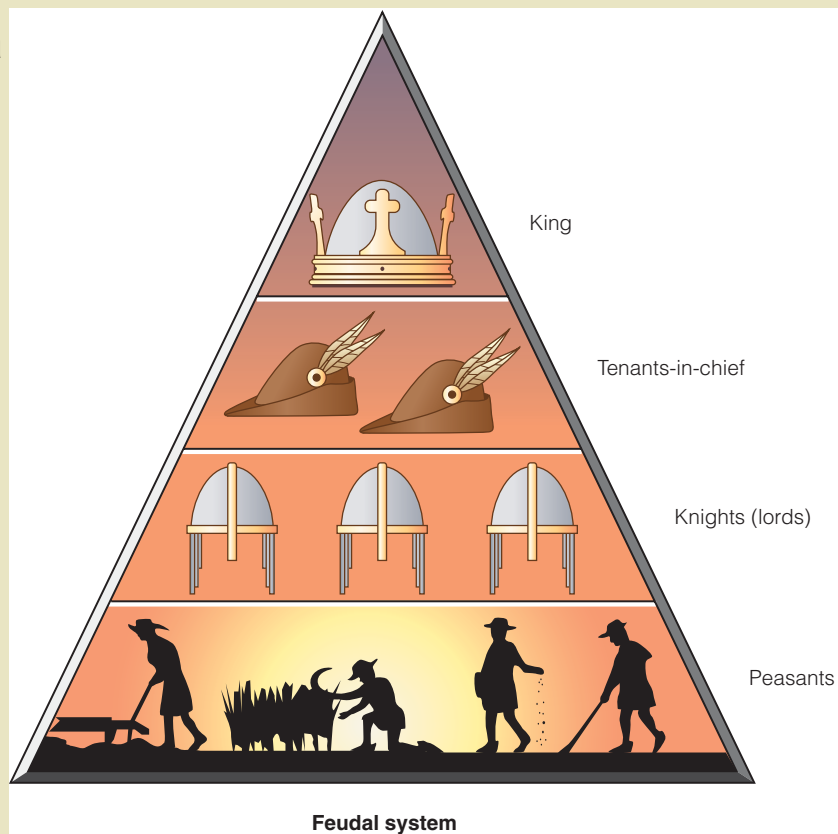 King
Tenants-in-chief
Knights (lords)
Peasants
Feudal system